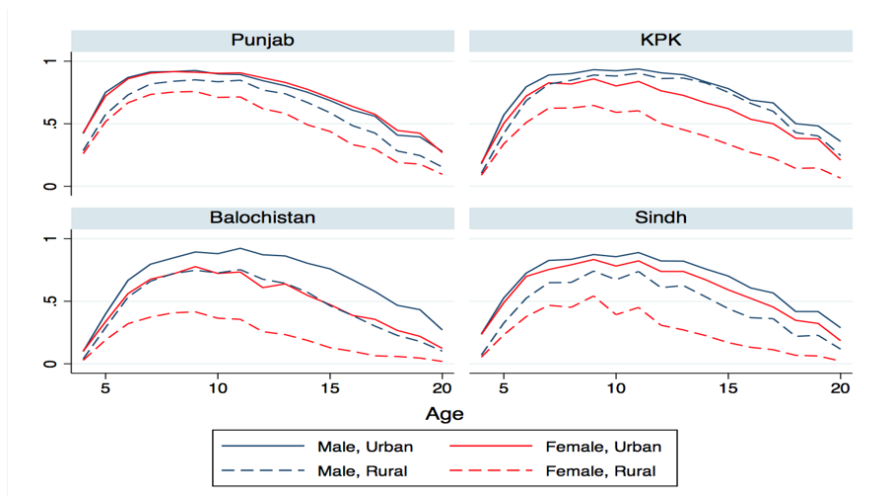 Punjab
KPK
1
.5
0
Balochistan
Sindh
1
.5
0
5 10 15 20
5 10 15 20
Age
Male, Urban
Female, Urban
Male, Rural
Female, Rural